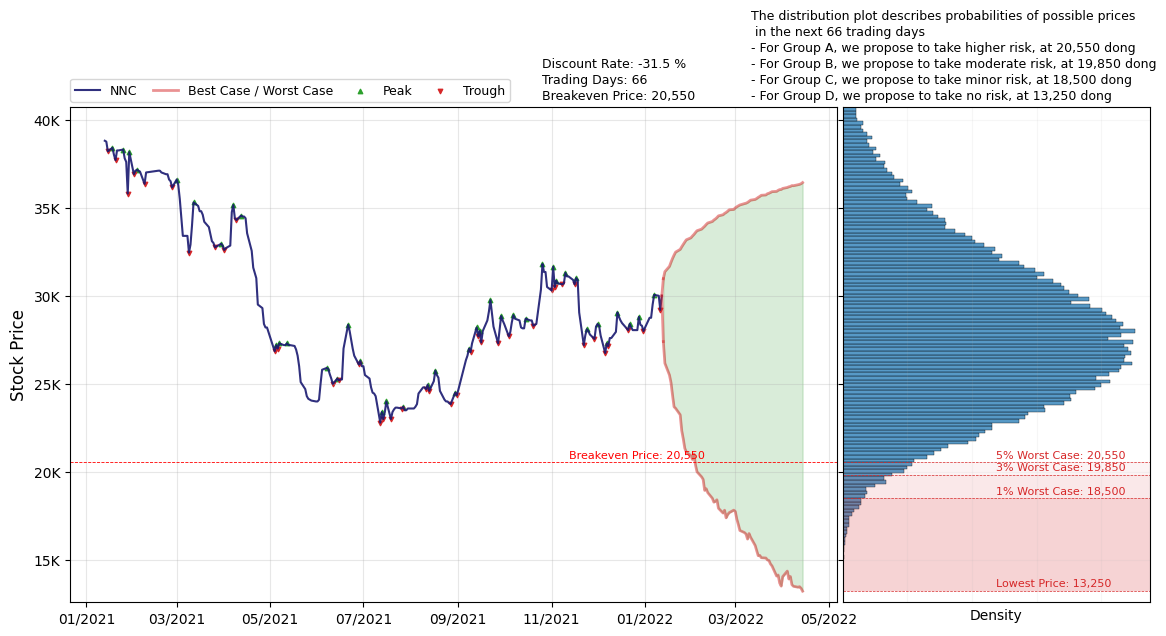 The distribution plot describes probabilities of possible prices
in the next 66 trading days
- For Group A, we propose to take higher risk, at 20,550 dong
- For Group B, we propose to take moderate risk, at 19,850 dong
- For Group C, we propose to take minor risk, at 18,500 dong
- For Group D, we propose to take no risk, at 13,250 dong
Discount Rate: -31.5 %
Trading Days: 66
Breakeven Price: 20,550
NNC Best Case / Worst Case Peak Trough
Stock Price
40K
35K
30K
25K
20K
15K
Breakeven Price: 20,550
5% Worst Case: 20,550
3% Worst Case: 19,850
1% Worst Case: 18,500
Lowest Price: 13,250
01/2021 03/2021 05/2021 07/2021 09/2021 11/2021 01/2022 03/2022 05/2022
Density